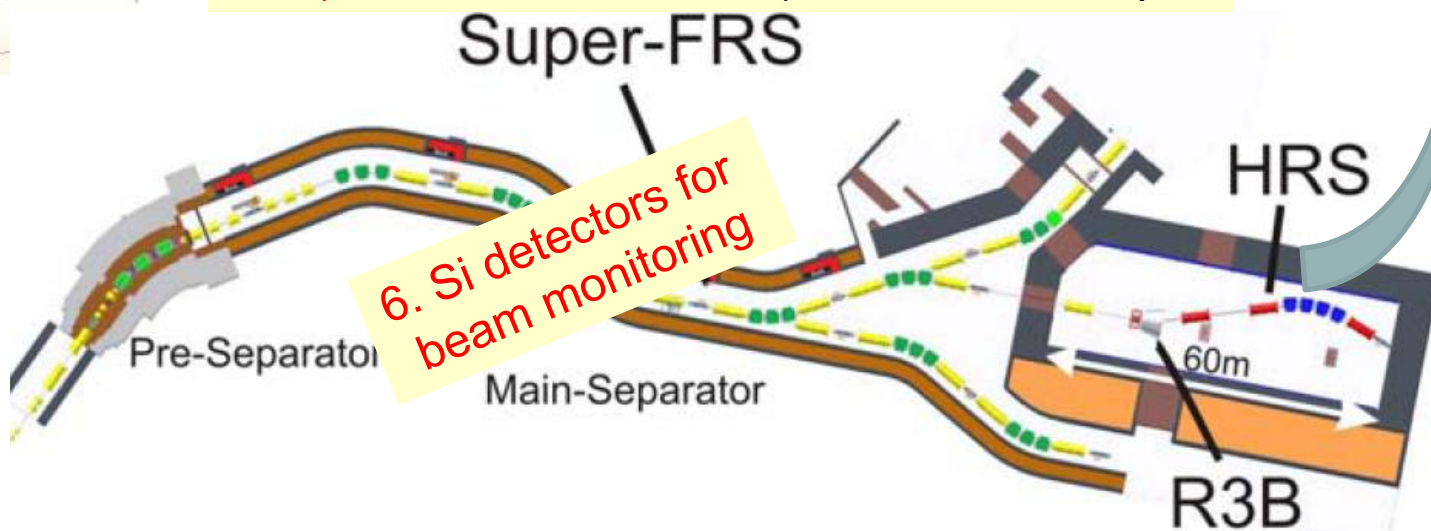 Super-FRS
HRS
6. Si detectors for
beam monitoring
Pre-Separator
Main-Separator
60m
R3B